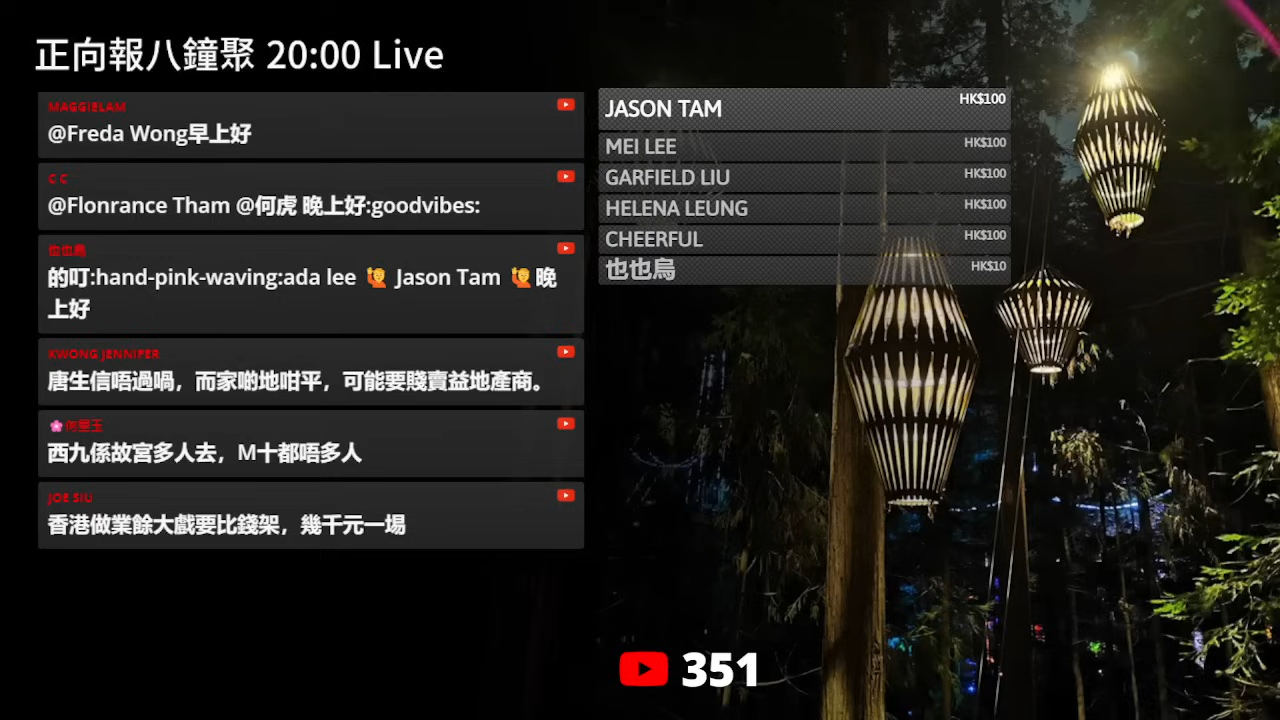 正向報八鐘聚 20:00 Live
MAGGIELAM
@Freda Wong早上好
C C
@Flonrance Tham @何虎 晚上好:goodvibes:
也也烏
的叮:hand-pink-waving:ada lee 🙋 Jason Tam 🙋晚
上好
KWONG JENNIFER
唐生信唔過喎，而家啲地咁平，可能要賤賣益地產商。
🌸何華玉
西九係故宮多人去，M十都唔多人
JOE SIU
香港做業餘大戲要比錢架，幾千元一場
JASON TAM HK$100
MEI LEE HK$100
GARFIELD LIU HK$100
HELENA LEUNG HK$100
CHEERFUL HK$100
也也烏 HK$10
351